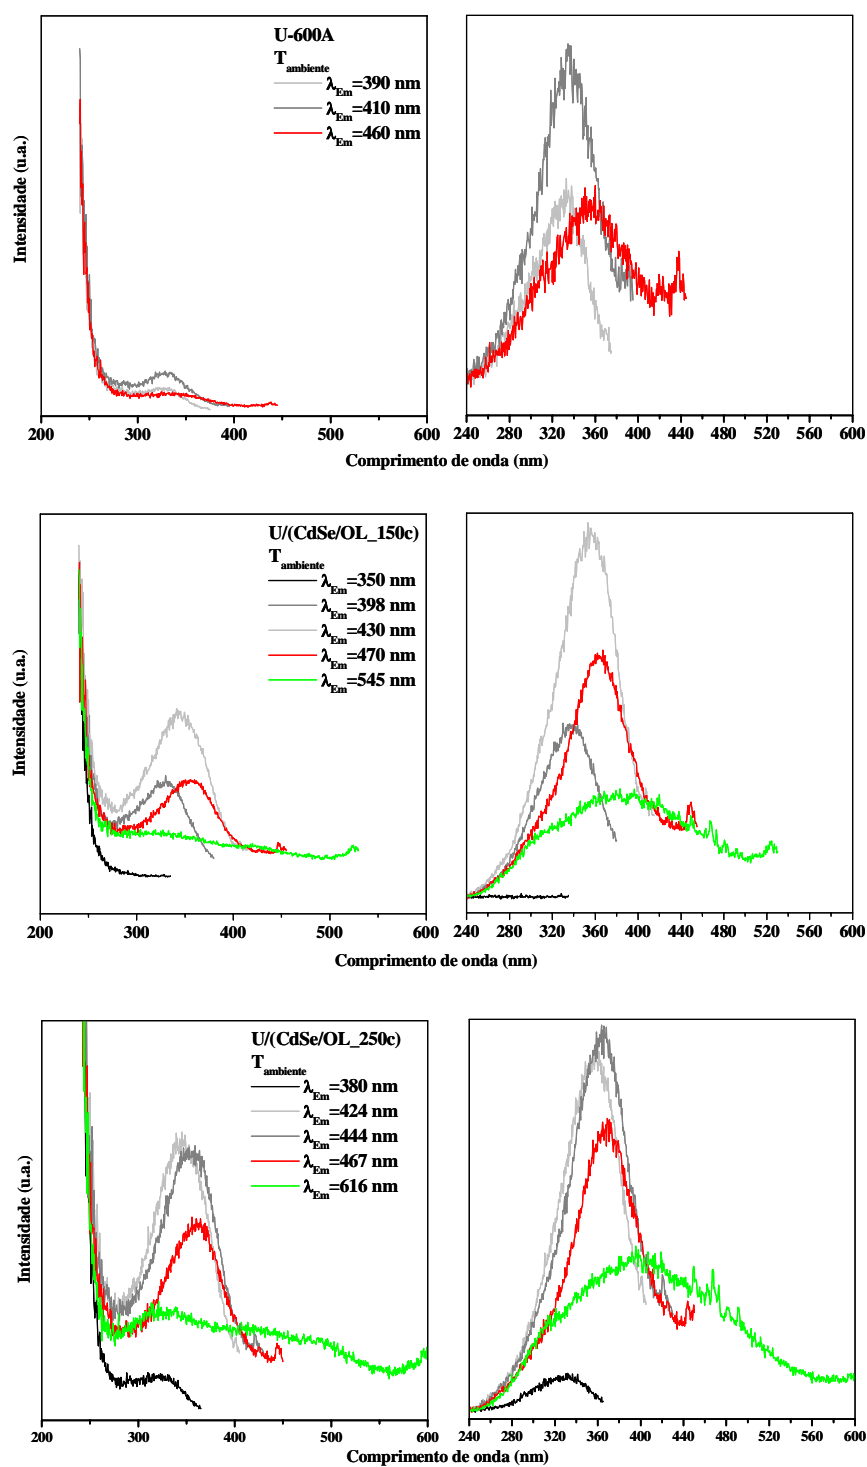 U-600A
T ambiente
λEm=390 nm
λEm=410 nm
λEm=460 nm
Intensidade (u.a.)
200 300 400 500 600
240 280 320 360 400 440 480 520 560 600
Comprimento de onda (nm)
U/(CdSe/OL_150c)
T ambiente
λEm=350 nm
λEm=398 nm
λEm=430 nm
λEm=470 nm
λEm=545 nm
Intensidade (u.a.)
200 300 400 500 600
240 280 320 360 400 440 480 520 560 600
Comprimento de onda (nm)
U/(CdSe/OL_250c)
T ambiente
λEm=380 nm
λEm=424 nm
λEm=444 nm
λEm=467 nm
λEm=616 nm
Intensidade (u.a.)
200 300 400 500 600
240 280 320 360 400 440 480 520 560 600
Comprimento de onda (nm)